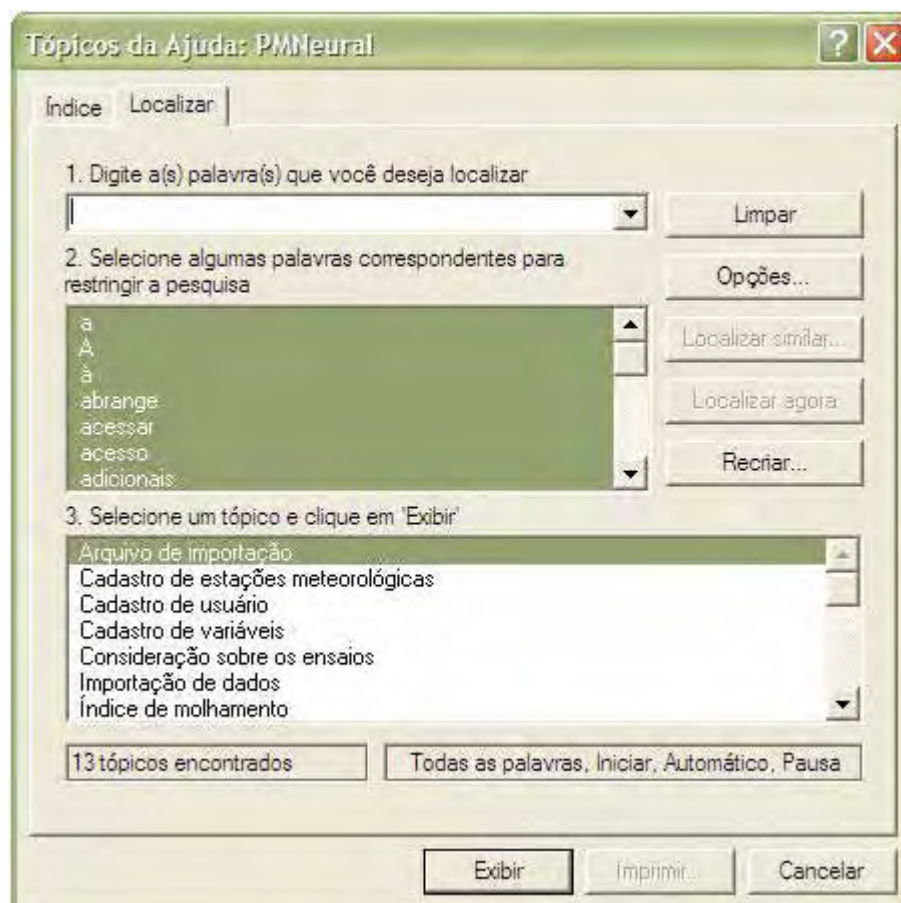 Tópicos da Ajuda: PMNeural
Índice
Localizar
1. Digite a(s) palavra(s) que você deseja localizar
Limpar
2. Selecione algumas palavras correspondentes para
restringir a pesquisa
Opções...
a
A
à
abrange
acessar
acesso
adicionais
Localizar similar...
Localizar agora
Recriar...
3. Selecione um tópico e clique em 'Exibir'
Arquivo de importação
Cadastro de estações meteorológicas
Cadastro de usuário
Cadastro de variáveis
Consideração sobre os ensaios
Importação de dados
Índice de molhamento
13 tópicos encontrados
Todas as palavras, Iniciar, Automático, Pausa
Exibir
Imprimir...
Cancelar